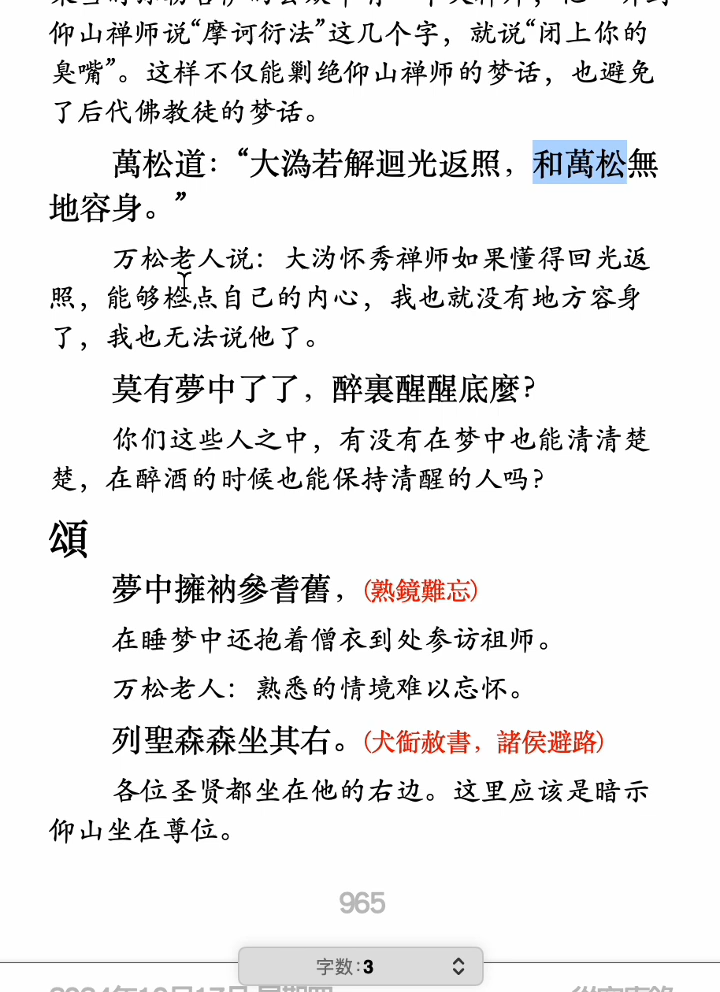 仰山禅师说“摩诃衍法”这几个字，就说“闭上你的
臭嘴”。这样不仅能剿绝仰山禅师的梦话，也避免
了后代佛教徒的梦话。
萬松道：“大溈若解迴光返照，和萬松無
地容身。”
万松老人说：大沩怀秀禅师如果懂得回光返
照，能够检点自己的内心，我也就没有地方容身
了，我也无法说他了。
莫有夢中了了，醉裏醒醒底麼？
你们这些人之中，有没有在梦中也能清清楚
楚，在醉酒的时候也能保持清醒的人吗？
頌
夢中擁衲參耆舊，(熟鏡難忘)
在睡梦中还抱着僧衣到处参访祖师。
万松老人：熟悉的情境难以忘怀。
列聖森森坐其右。(犬銜赦書，諸侯避路)
各位圣贤都坐在他的右边。这里应该是暗示
仰山坐在尊位。
965
字数：3